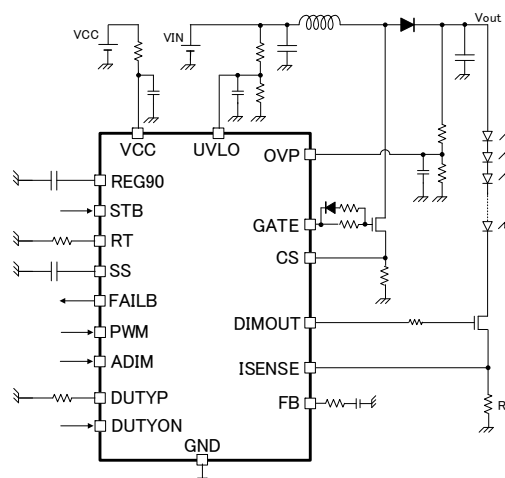 Vout
VCC
VIN
VCC
UVLO
OVP
REG90
STB
GATE
RT
SS
CS
FAILB
DIMOUT
PWM
ADIM
ISENSE
DUTYP
FB
R
DUTYON
GND